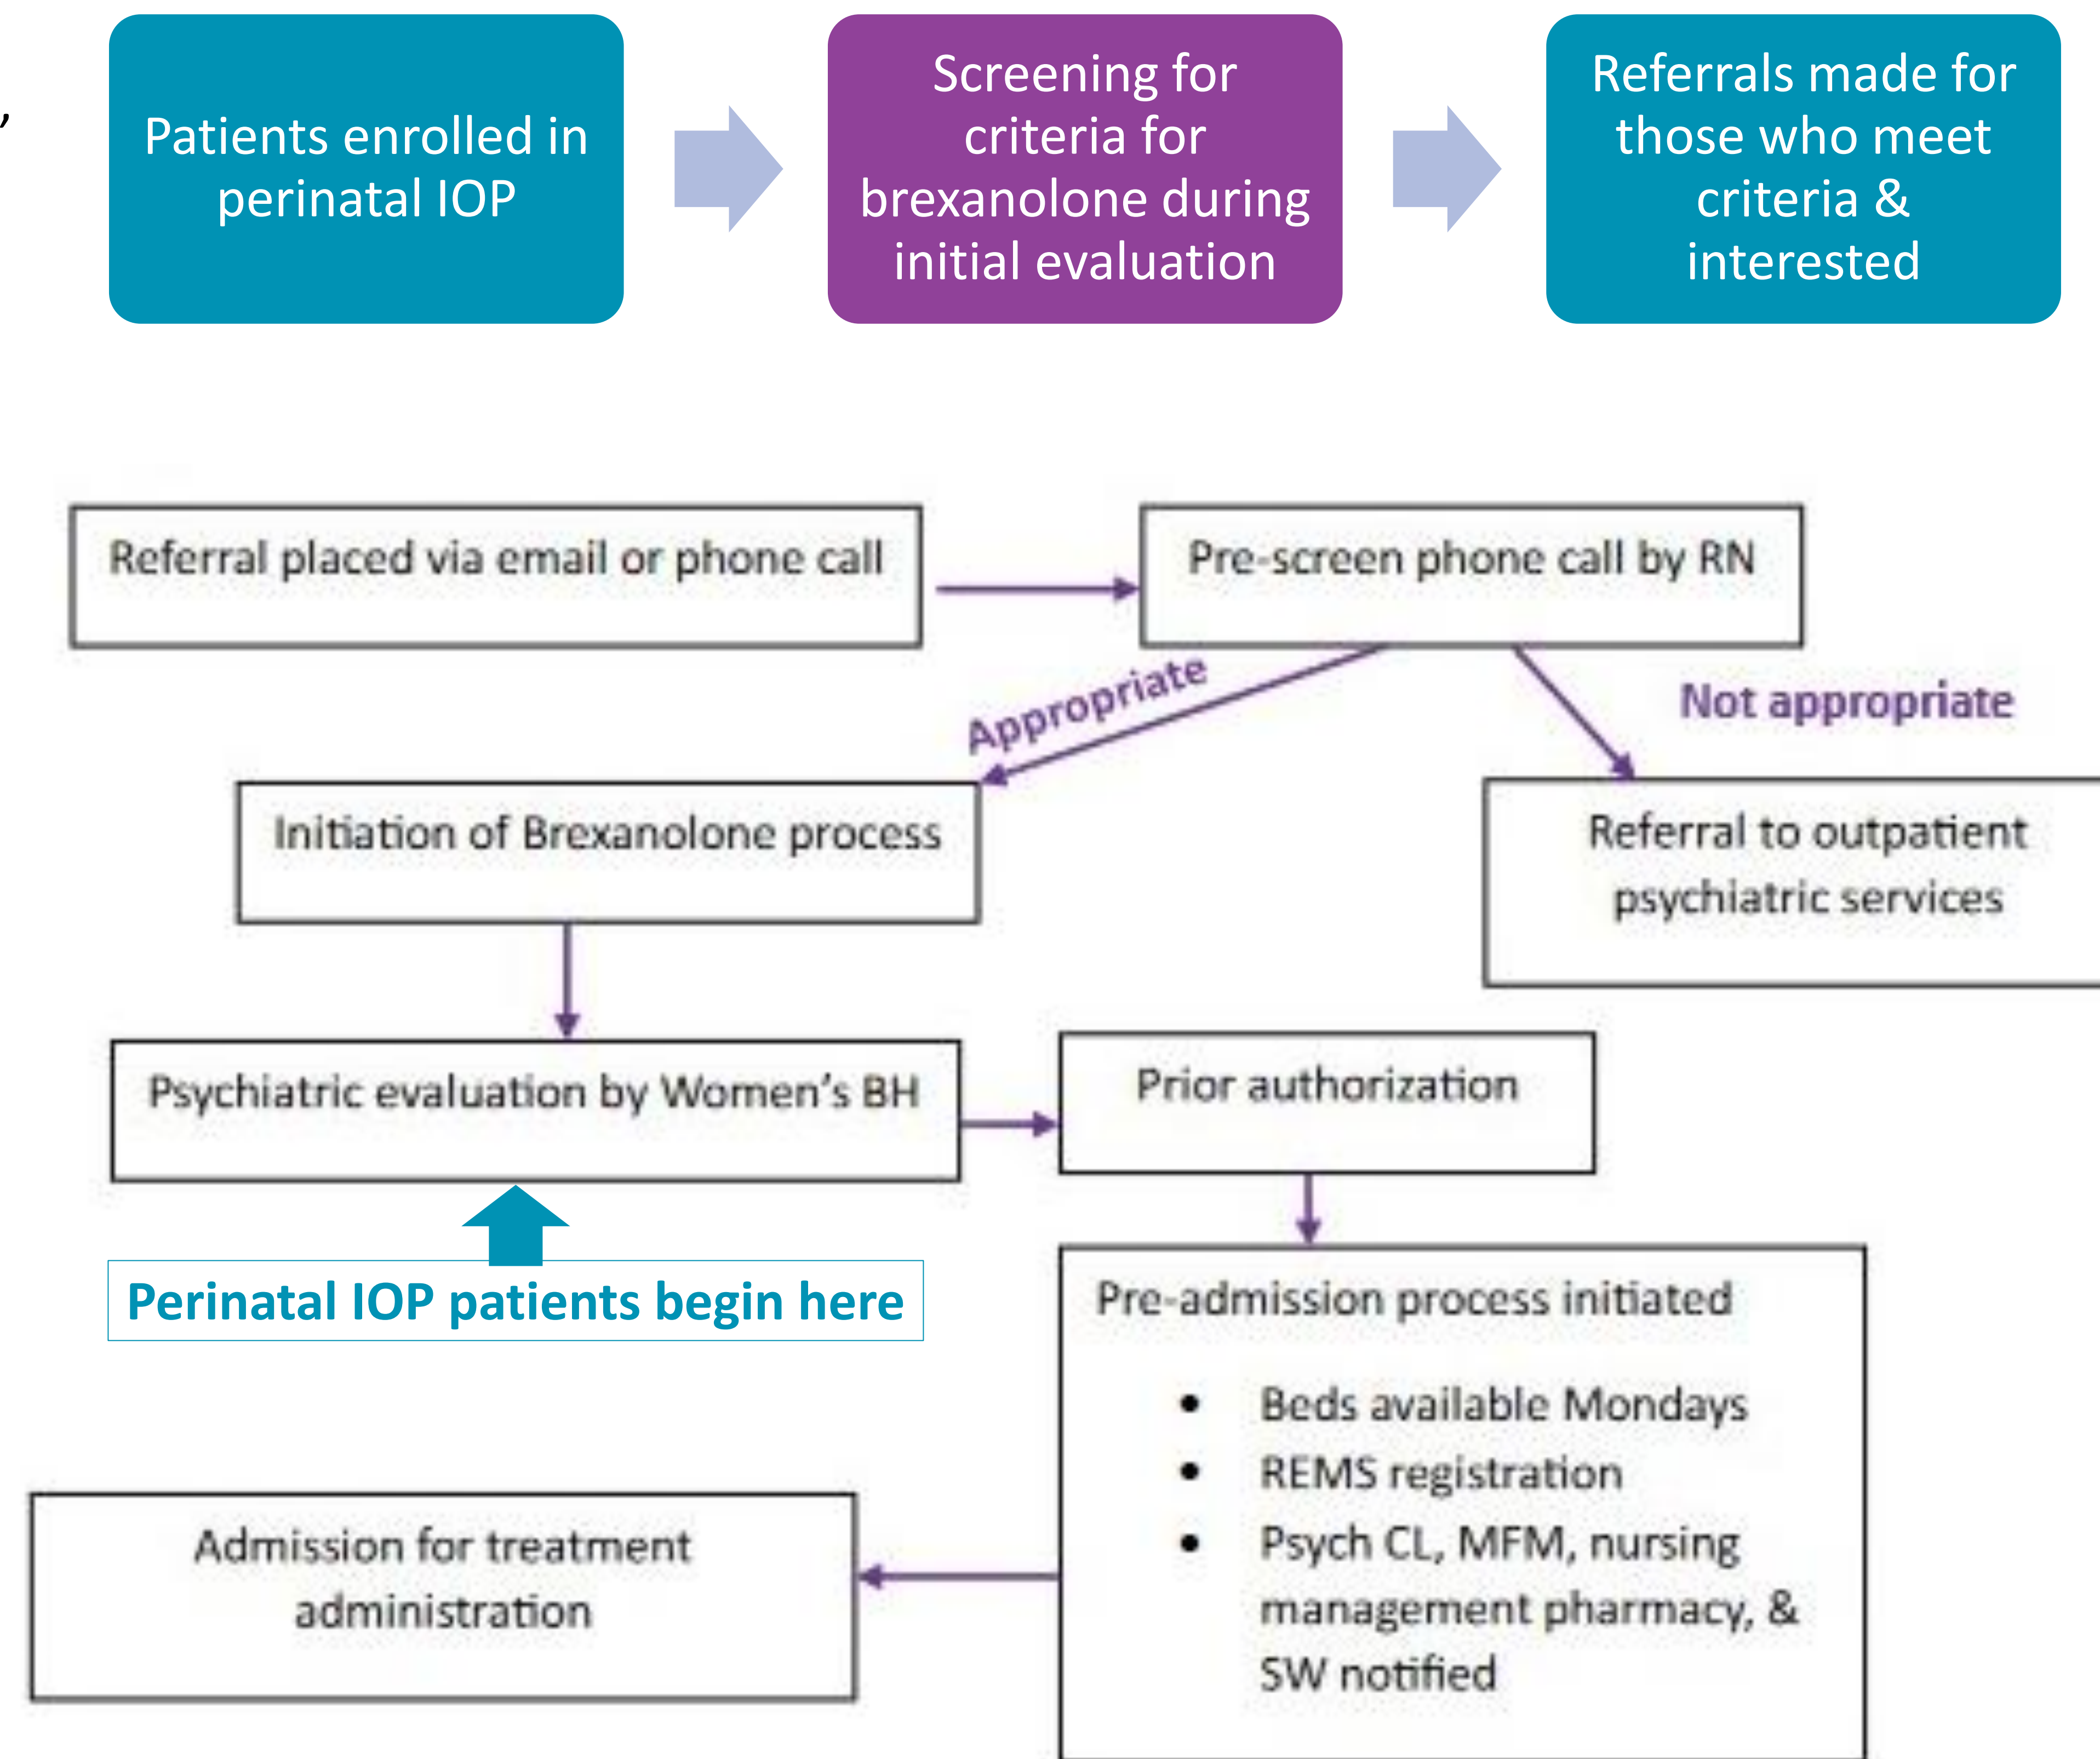 ,
Patients enrolled in
perinatal IOP
Screening for
criteria for
brexanolone during
initial evaluation
Referrals made for
those who meet
criteria &
interested
Referral placed via email or phone call
Pre-screen phone call by RN
Appropriate
Not appropriate
Initiation of Brexanolone process
Referral to outpatient
psychiatric services
Psychiatric evaluation by Women's BH
Prior authorization
Perinatal IOP patients begin here
Pre-admission process initiated
• Beds available Mondays
• REMS registration
• Psych CL, MFM, nursing
management pharmacy, &
SW notified
Admission for treatment
administration